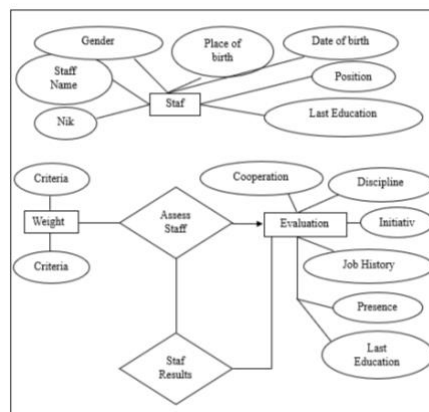 Gender
Place of
birth
Date of birth
Staff
Name
Position
Staf
Last Education
Nik
Criteria
Cooperation
Discipline
Weight
Assess
Staff
Evaluation
Initiativ
Criteria
Job History
Presence
Staf
Results
Last
Education